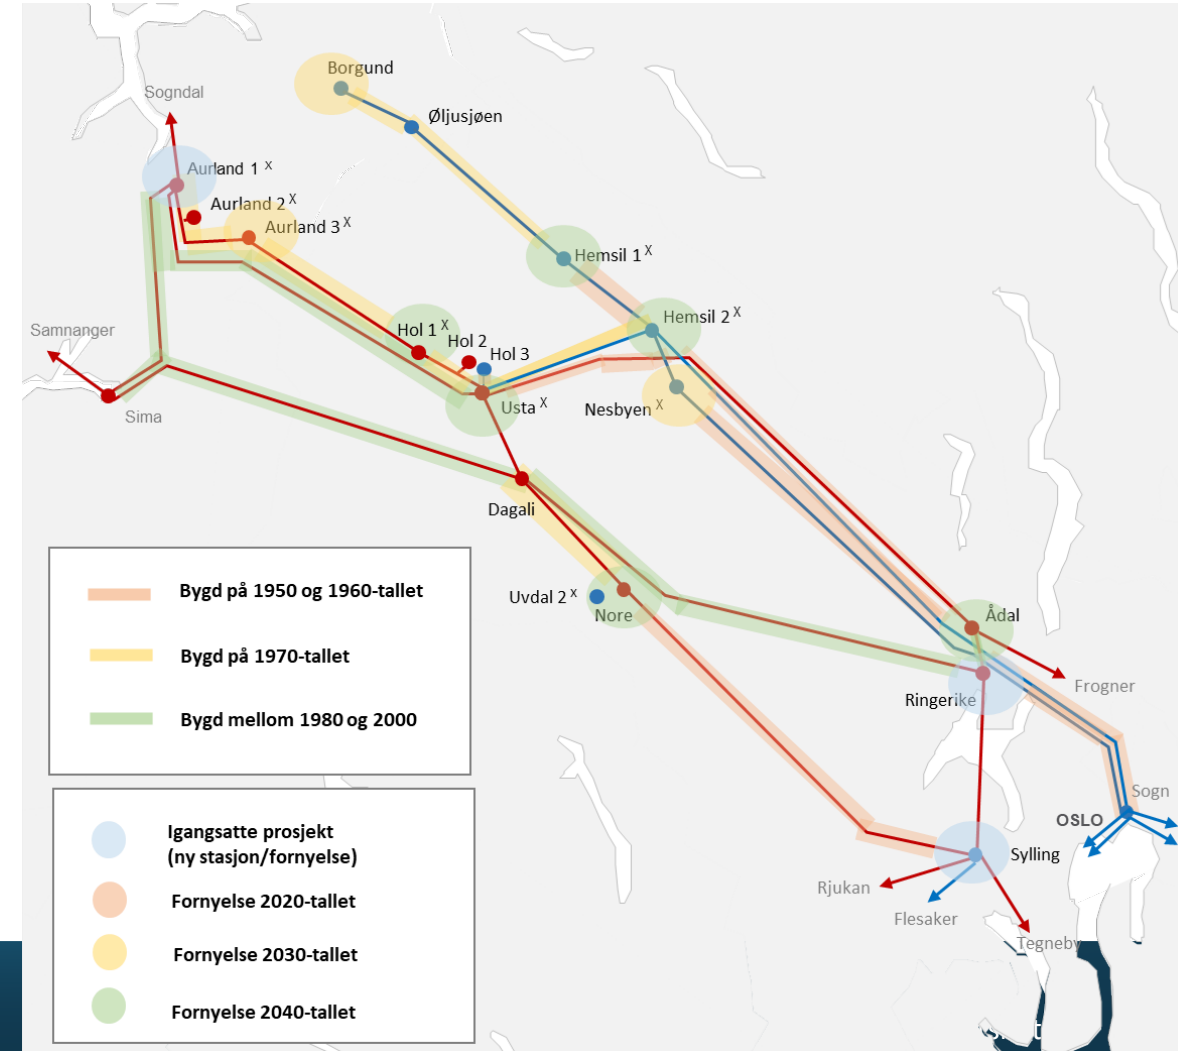 Borgund
Sogndal
Øljusjøen
Aurland 1 X
Aurland 2 X
Aurland 3 X
Hemsil 1 X
Hemsil 2 X
Samnanger
Hol 1 X
Hol 2
Hol 3
Usta X
Nesbyen X
Sima
Dagali
Uvdal 2 X
Nore
Ådal
Frogner
Ringerike
Sogn
OSLO
Sylling
Rjukan
Flesaker
Tegneby
Bygd på 1950 og 1960-tallet
Bygd på 1970-tallet
Bygd mellom 1980 og 2000
Igangsatte prosjekt
(ny stasjon/fornyelse)
Fornyelse 2020-tallet
Fornyelse 2030-tallet
Fornyelse 2040-tallet